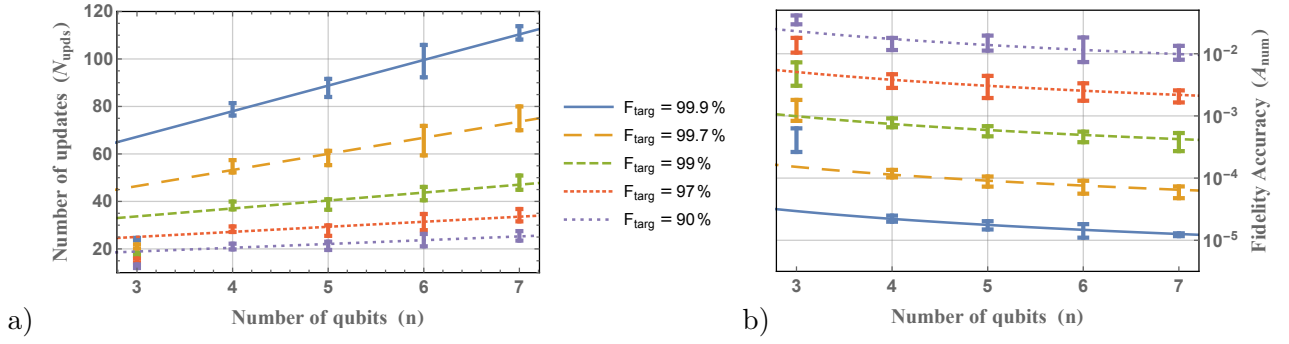 120
100
80
60
40
20
3 4 5 6 7
Number of updates (N_upds)
Number of qubits (n)
a)
F_targ = 99.9%
F_targ = 99.7%
F_targ = 99%
F_targ = 97%
F_targ = 90%
10^-2
10^-3
10^-4
10^-5
3 4 5 6 7
Fidelity Accuracy (A_num)
Number of qubits (n)
b)